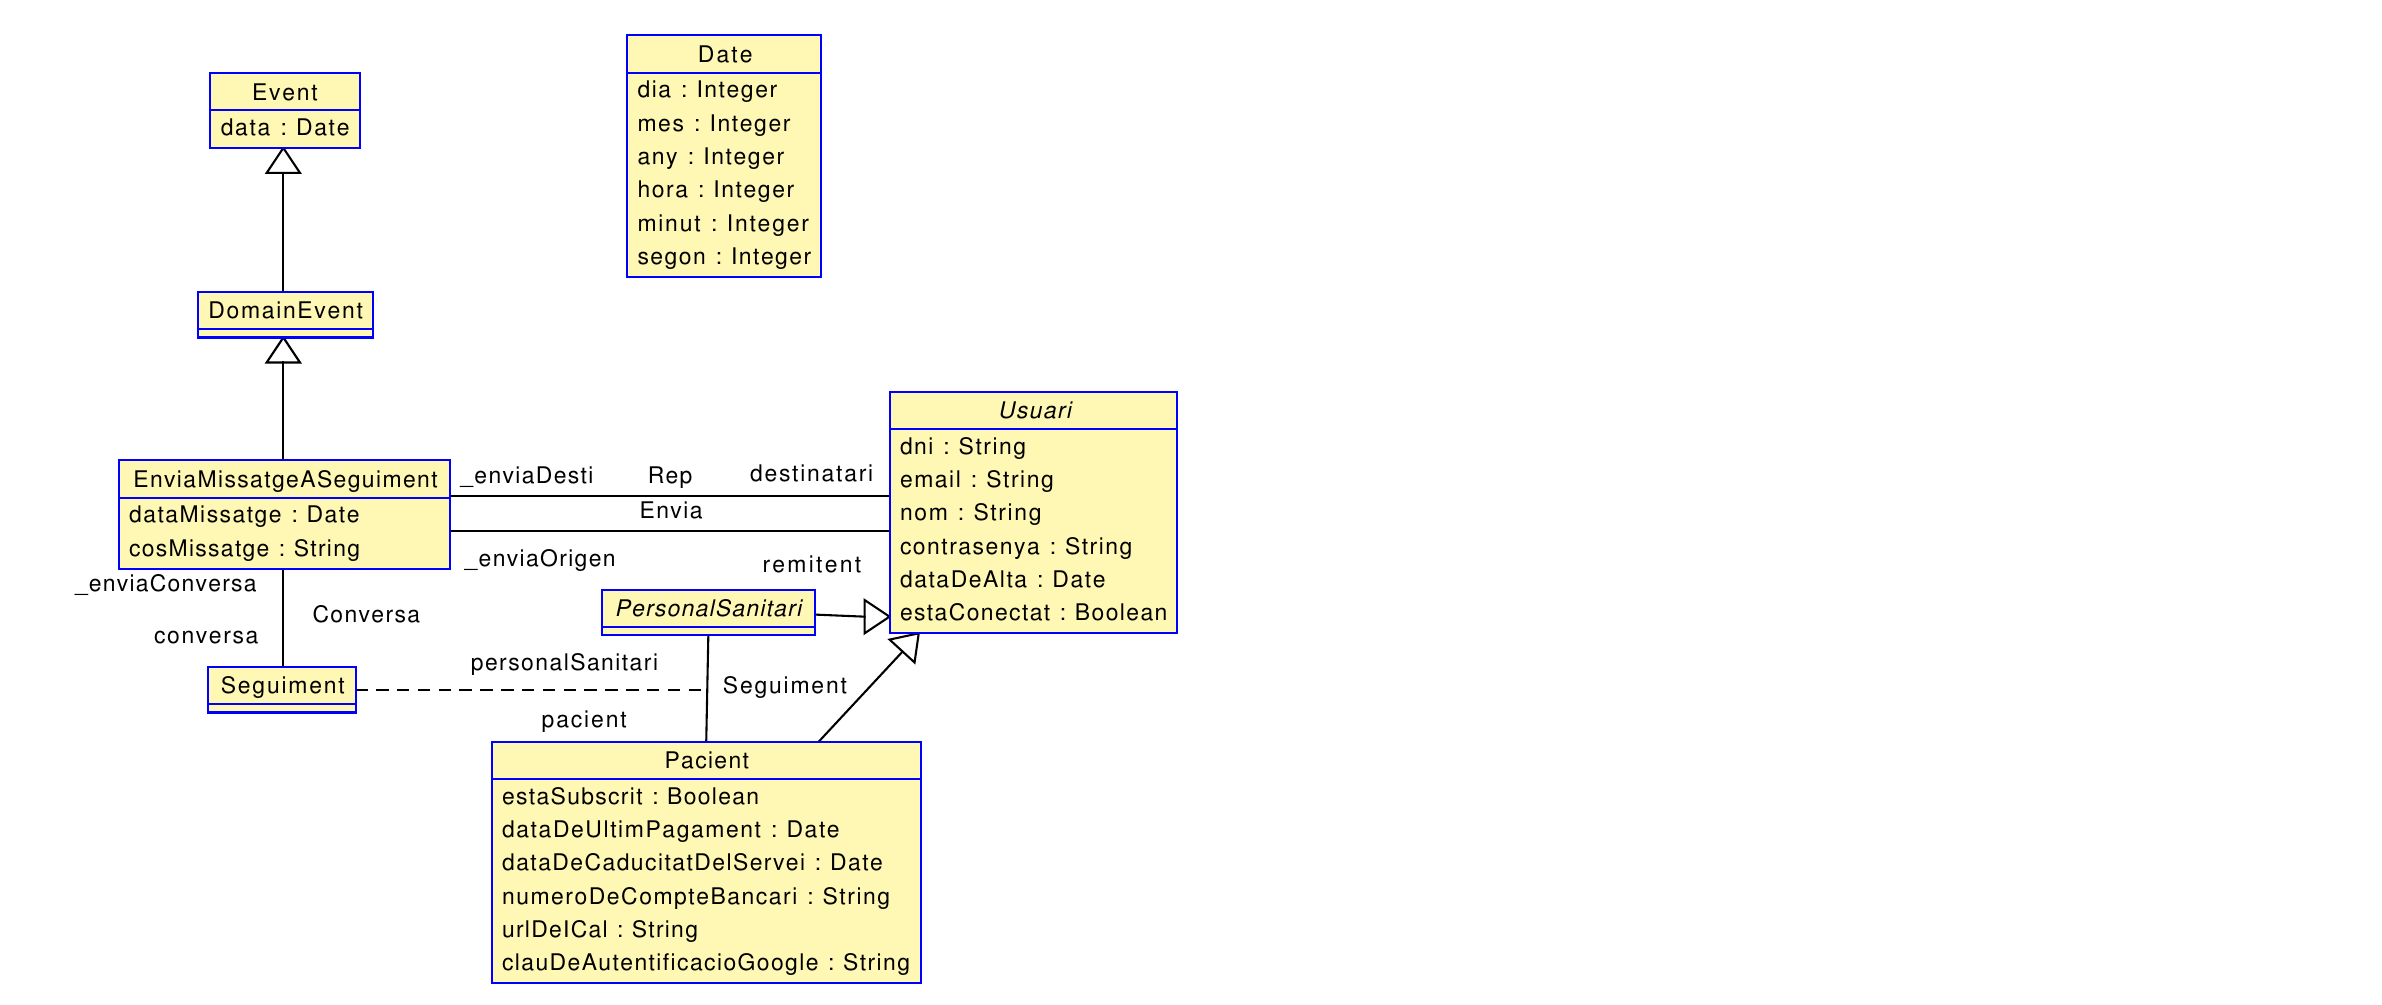 Date
dia : Integer
mes : Integer
any : Integer
hora : Integer
minut : Integer
segon : Integer
Event
data : Date
DomainEvent
Usuari
dni : String
email : String
nom : String
contrasenya : String
dataDeAlta : Date
estaConectat : Boolean
EnviaMissatgeASeguiment
dataMissatge : Date
cosMissatge : String
_enviaDesti
Rep
destinatari
Envia
_enviaOrigen
remitent
_enviaConversa
Conversa
conversa
PersonalSanitari
personalSanitari
Seguiment
Seguiment
pacient
Pacient
estaSubscrit : Boolean
dataDeUltimPagament : Date
dataDeCaducitatDelServei : Date
numeroDeCompteBancari : String
urlDeICal : String
clauDeAutentificacioGoogle : String